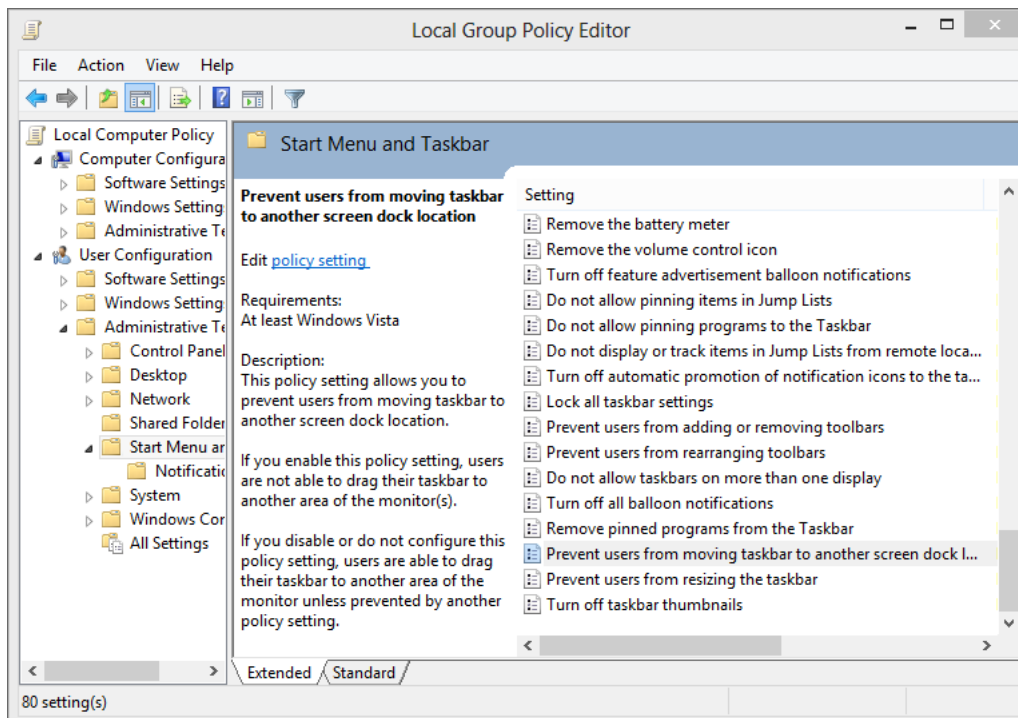 Local Group Policy Editor
File Action View Help
Local Computer Policy
Computer Configura
Software Settings
Windows Setting
Administrative Te
User Configuration
Software Settings
Windows Setting
Administrative Te
Control Panel
Desktop
Network
Shared Folder
Start Menu ar
Notificatic
System
Windows Cor
All Settings
Start Menu and Taskbar
Prevent users from moving taskbar
to another screen dock location
Edit policy setting
Requirements:
At least Windows Vista
Description:
This policy setting allows you to
prevent users from moving taskbar to
another screen dock location.
If you enable this policy setting, users
are not able to drag their taskbar to
another area of the monitor(s).
If you disable or do not configure this
policy setting, users are able to drag
their taskbar to another area of the
monitor unless prevented by another
policy setting.
Setting
Remove the battery meter
Remove the volume control icon
Turn off feature advertisement balloon notifications
Do not allow pinning items in Jump Lists
Do not allow pinning programs to the Taskbar
Do not display or track items in Jump Lists from remote loca...
Turn off automatic promotion of notification icons to the ta...
Lock all taskbar settings
Prevent users from adding or removing toolbars
Prevent users from rearranging toolbars
Do not allow taskbars on more than one display
Turn off all balloon notifications
Remove pinned programs from the Taskbar
Prevent users from moving taskbar to another screen dock l...
Prevent users from resizing the taskbar
Turn off taskbar thumbnails
Extended Standard
80 setting(s)